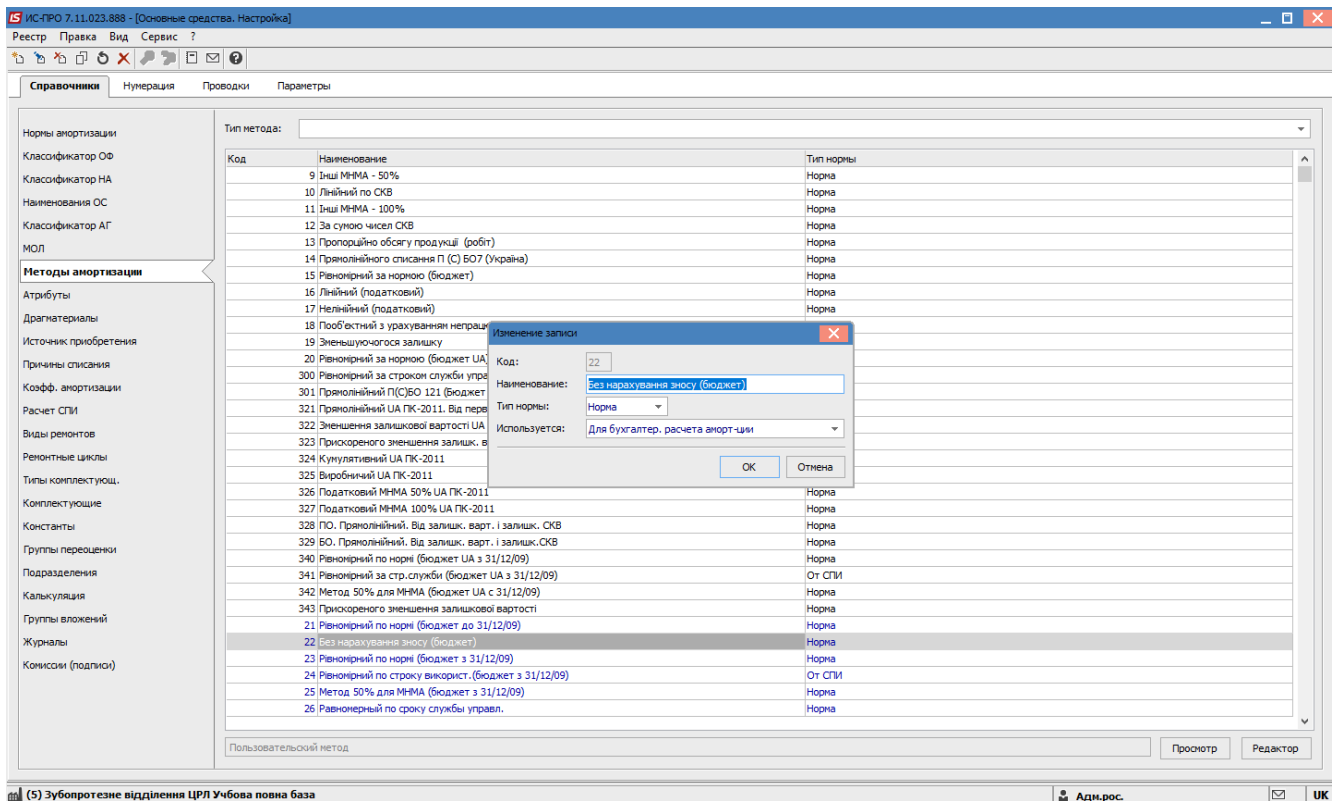 ИС-ПРО 7.11.023.888 - [Основные средства. Настройка]
Реестр Правка Вид Сервис ?
Справочники Нумерация Проводки Параметры
Нормы амортизации
Классификатор ОФ
Классификатор НА
Наименования ОС
Классификатор АГ
МОЛ
Методы амортизации
Атрибуты
Драгматериалы
Источник приобретения
Причины списания
Коэфф. амортизации
Расчет СПИ
Виды ремонтов
Ремонтные циклы
Типы комплектующ.
Комплектующие
Константы
Группы переоценки
Подразделения
Калькуляция
Группы вложений
Журналы
Комиссии (подписи)
Тип метода:
Код Наименование Тип нормы
9 Інші МНМА - 50% Норма
10 Лінійний по СКВ Норма
11 Інші МНМА - 100% Норма
12 За сумою чисел СКВ Норма
13 Пропорційно обсягу продукції (робіт) Норма
14 Прямолінійного списання П (С) БО7 (Україна) Норма
15 Рівномірний за нормою (бюджет) Норма
16 Лінійний (податковий) Норма
17 Нелінійний (податковий) Норма
18 Пооб'єктний з урахуванням непрац
19 Зменьшуючогося залишку
20 Рівномірний за нормою (бюджет UA)
300 Рівномірний за строком служби упра
301 Прямолінійний П(С)БО 121 (Бюджет
321 Прямолінійний UA ПК-2011. Від перв
322 Зменшення залишкової вартості UA
323 Прискореного зменшення залишк. в
324 Кумулятивний UA ПК-2011
325 Виробничий UA ПК-2011
326 Податковий МНМА 50% UA ПК-2011 Норма
327 Податковий МНМА 100% UA ПК-2011 Норма
328 ПО. Прямолінійний. Від залишк. варт. і залишк. СКВ Норма
329 БО. Прямолінійний. Від залишк. варт. і залишк.СКВ Норма
340 Рівномірний по нормі (бюджет UA з 31/12/09) Норма
341 Рівномірний за стр.служби (бюджет UA з 31/12/09) От СПИ
342 Метод 50% для МНМА (бюджет UA с 31/12/09) Норма
343 Прискореного зменшення залишкової вартості Норма
21 Рівномірний по нормі (бюджет до 31/12/09) Норма
22 Без нарахування зносу (бюджет) Норма
23 Рівномірний по нормі (бюджет з 31/12/09) Норма
24 Рівномірний по строку використ.(бюджет з 31/12/09) От СПИ
25 Метод 50% для МНМА (бюджет з 31/12/09) Норма
26 Равномерный по сроку службы управл. Норма
Изменение записи
Код: 22
Наименование: Без нарахування зносу (бюджет)
Тип нормы: Норма
Используется: Для бухгалтер. расчета аморт-ции
OK Отмена
Пользовательский метод Просмотр Редактор
(5) Зубопротезне відділення ЦРЛ Учбова повна база Адм.рос. UK